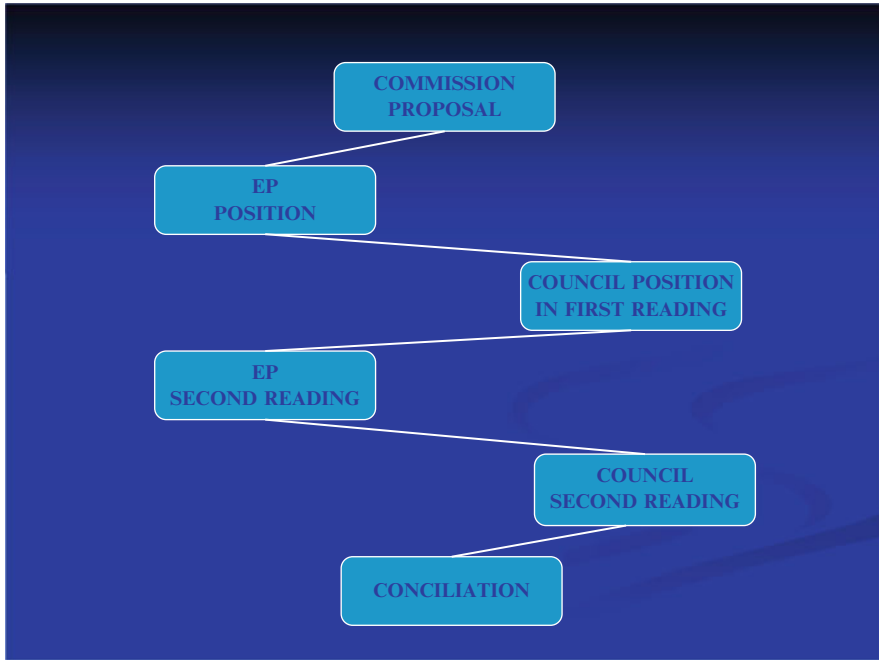 COMMISSION
PROPOSAL
EP
POSITION
COUNCIL POSITION
IN FIRST READING
EP
SECOND READING
COUNCIL
SECOND READING
CONCILIATION